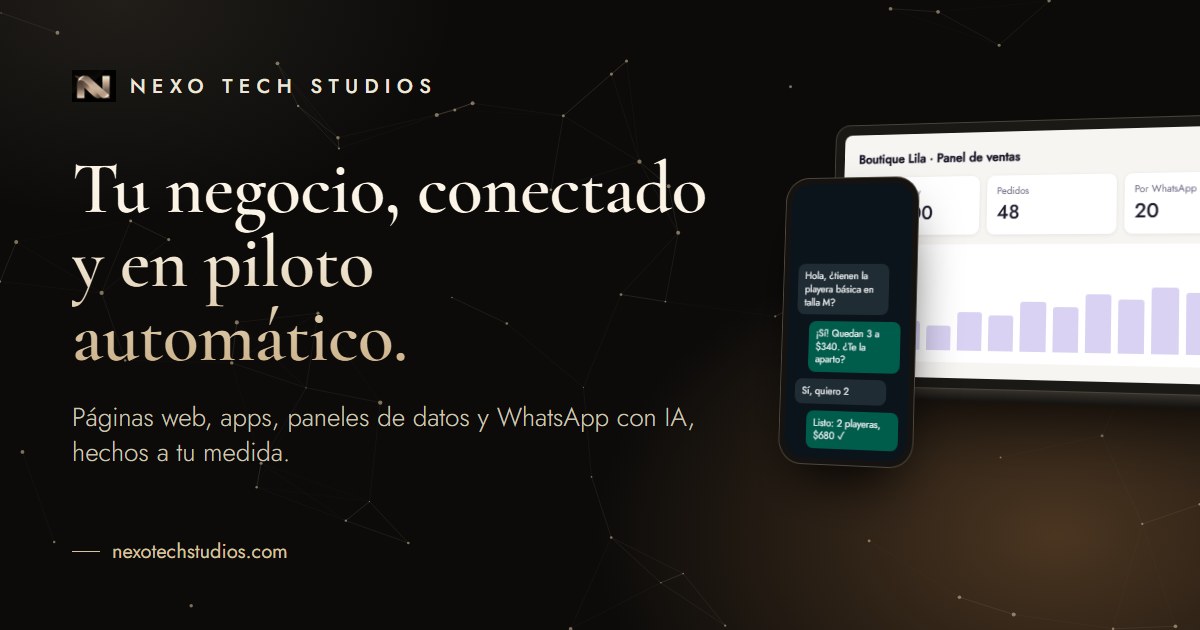 NEXO TECH STUDIOS
Tu negocio, conectado
y en piloto
automático.
Páginas web, apps, paneles de datos y WhatsApp con IA,
hechos a tu medida.
nexotechstudios.com
Boutique Lila · Panel de ventas
Pedidos
48
Por WhatsApp
20
Hola, ¿tienen la
playera básica en
talla M?
¡Sí! Quedan 3 a
$340. ¿Te la
aparto?
Sí, quiero 2
Listo: 2 playeras,
$680 ✓